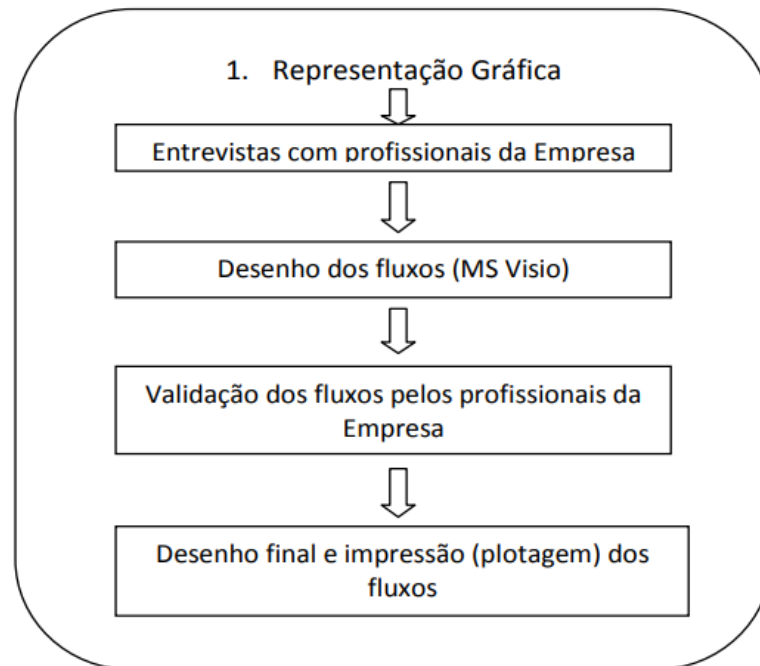 1. Representação Gráfica
Entrevistas com profissionais da Empresa
Desenho dos fluxos (MS Visio)
Validação dos fluxos pelos profissionais da
Empresa
Desenho final e impressão (plotagem) dos
fluxos